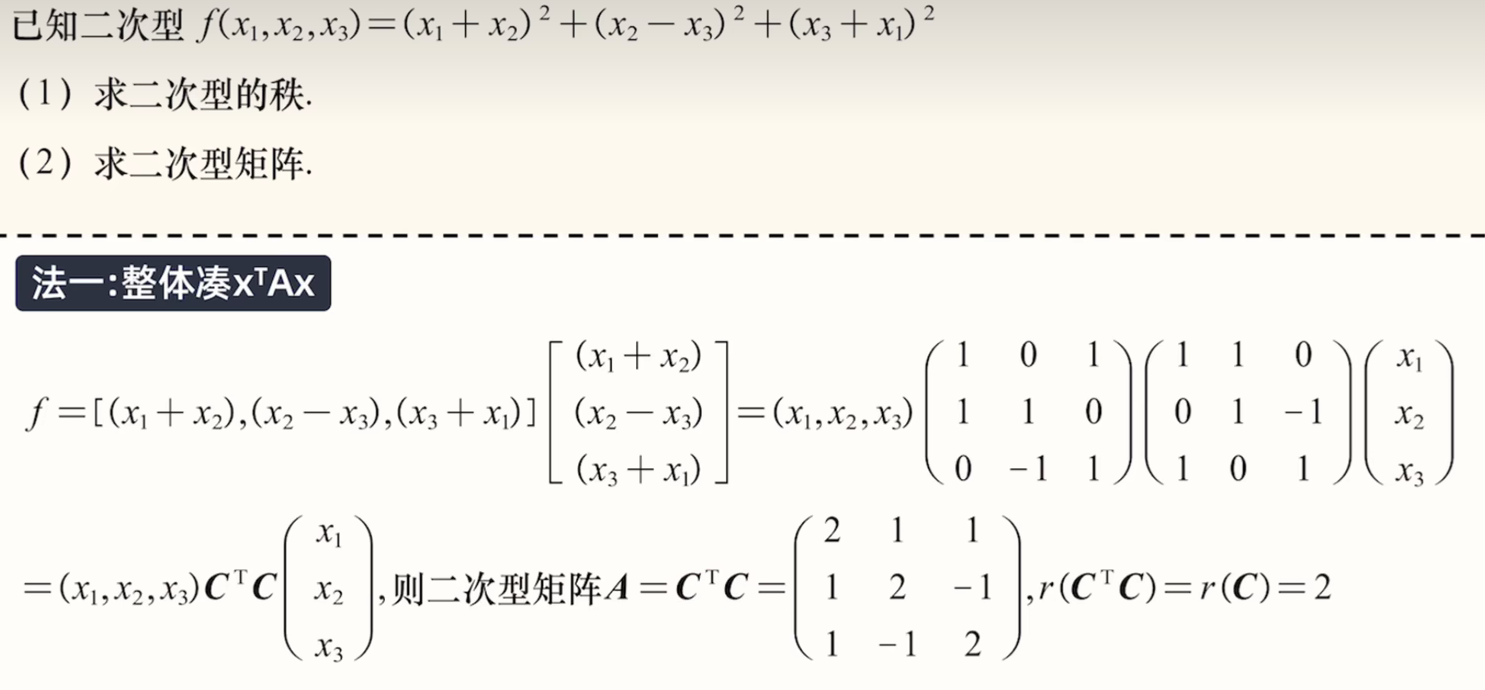 已知二次型 f(x₁,x₂,x₃)=(x₁+x₂)²+(x₂−x₃)²+(x₃+x₁)²
(1) 求二次型的秩.
(2) 求二次型矩阵.
法一:整体凑xᵀAx
f=[(x₁+x₂),(x₂−x₃),(x₃+x₁)] [(x₁+x₂); (x₂−x₃); (x₃+x₁)] =(x₁,x₂,x₃) (1 0 1; 1 1 0; 0 −1 1) (1 1 0; 0 1 −1; 1 0 1) (x₁; x₂; x₃)
=(x₁,x₂,x₃)CᵀC (x₁; x₂; x₃) ,则二次型矩阵A=CᵀC= (2 1 1; 1 2 −1; 1 −1 2) ,r(CᵀC)=r(C)=2